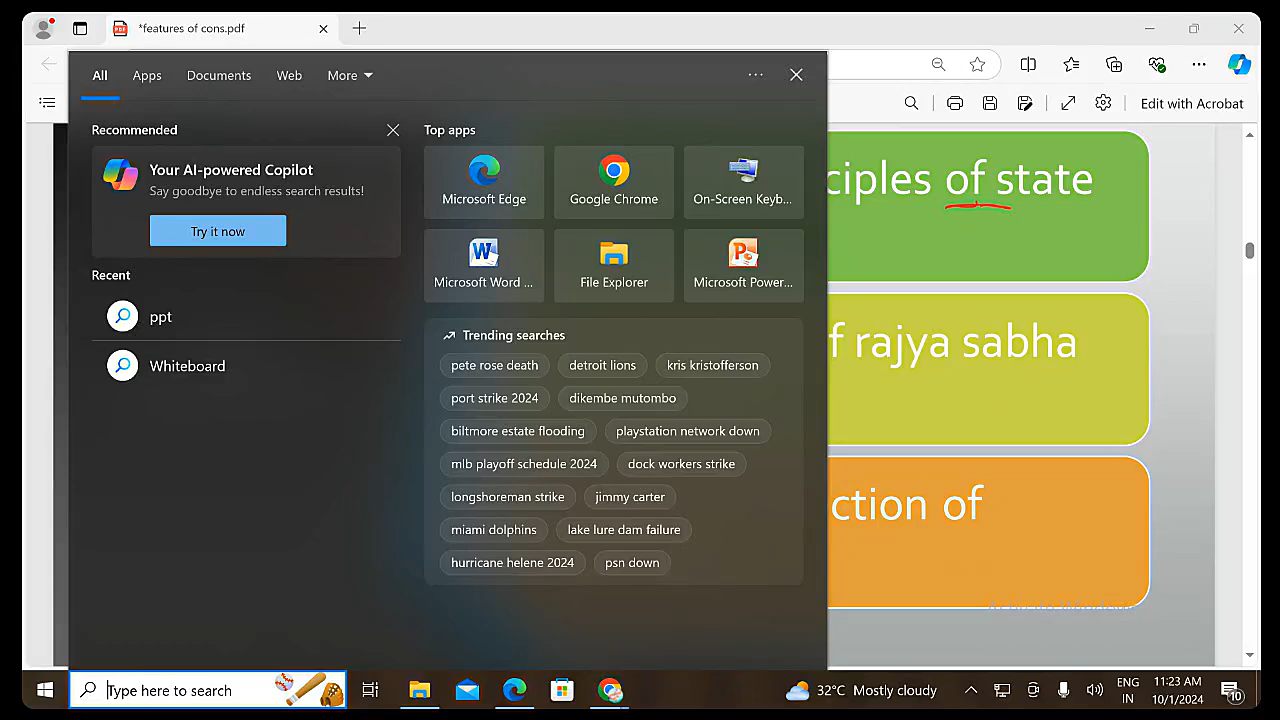 *features of cons.pdf
All Apps Documents Web More
Edit with Acrobat
Recommended
Your AI-powered Copilot
Say goodbye to endless search results!
Try it now
Recent
ppt
Whiteboard
Top apps
Microsoft Edge Google Chrome On-Screen Keyb...
Microsoft Word ... File Explorer Microsoft Power...
Trending searches
pete rose death detroit lions kris kristofferson
port strike 2024 dikembe mutombo
biltmore estate flooding playstation network down
mlb playoff schedule 2024 dock workers strike
longshoreman strike jimmy carter
miami dolphins lake lure dam failure
hurricane helene 2024 psn down
ciples of state
f rajya sabha
ction of
Type here to search
32°C Mostly cloudy
ENG
IN
11:23 AM
10/1/2024
10